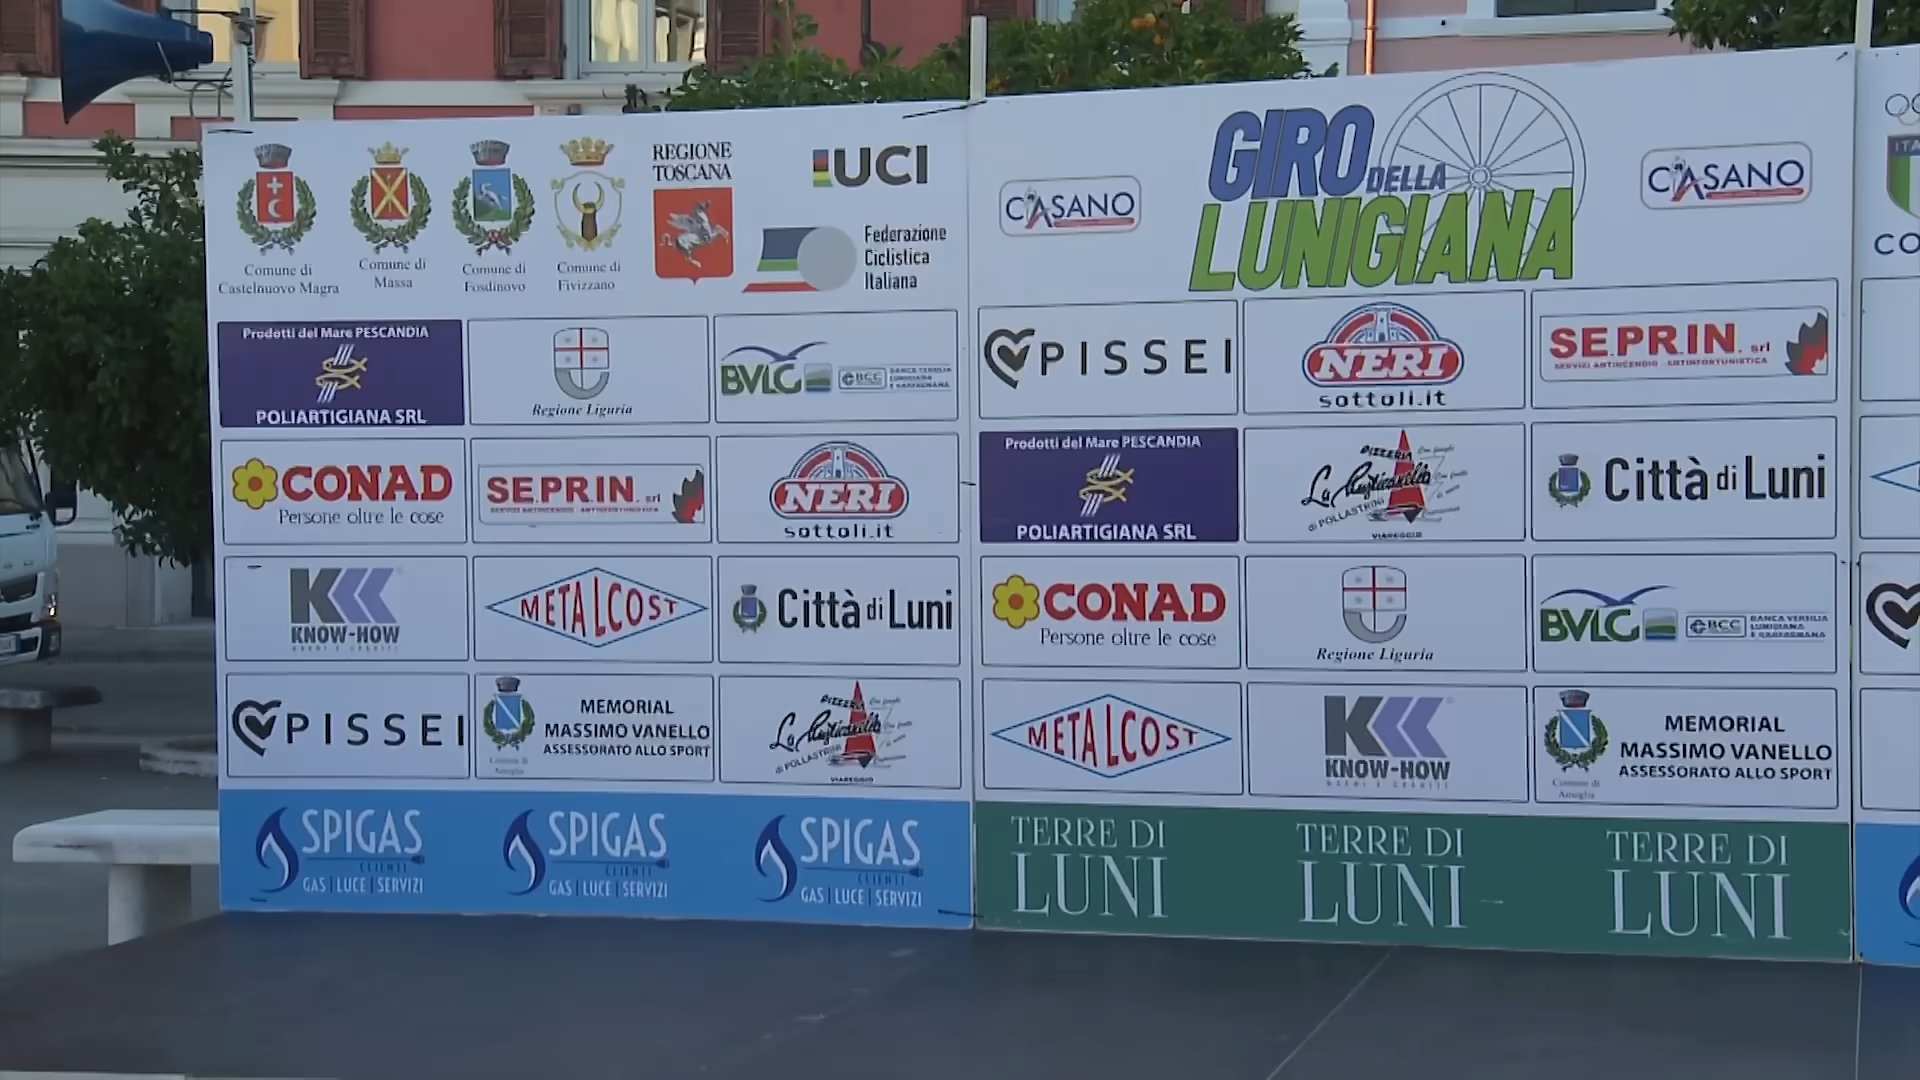 Comune di
Castelnuovo Magra
Comune di
Massa
Comune di
Fosdinovo
Comune di
Fivizzano
REGIONE
TOSCANA
UCI
Federazione
Ciclistica
Italiana
Prodotti del Mare PESCANDIA
POLIARTIGIANA SRL
Regione Liguria
BVLG
BCC
BANCA VERSILIA
LUNIGIANA
E GARFAGNANA
CONAD
Persone oltre le cose
SE.PR.IN. srl
SERVIZI ANTINCENDIO - ANTINFORTUNISTICA
NERI
sottoli.it
KNOW-HOW
METALCOST
Città di Luni
PISSEI
Comune di
Ameglia
MEMORIAL
MASSIMO VANELLO
ASSESSORATO ALLO SPORT
PIZZERIA
La
di POLLASTRINI
VIAREGGIO
SPIGAS
CLIENTI
GAS | LUCE | SERVIZI
SPIGAS
CLIENTI
GAS | LUCE | SERVIZI
SPIGAS
CLIENTI
GAS | LUCE | SERVIZI
CASANO
GIRO
DELLA
LUNIGIANA
CASANO
PISSEI
NERI
sottoli.it
SE.PR.IN. srl
SERVIZI ANTINCENDIO - ANTINFORTUNISTICA
Prodotti del Mare PESCANDIA
POLIARTIGIANA SRL
PIZZERIA
La
di POLLASTRINI
VIAREGGIO
Città di Luni
CONAD
Persone oltre le cose
Regione Liguria
BVLG
BCC
BANCA VERSILIA
LUNIGIANA
E GARFAGNANA
METALCOST
KNOW-HOW
Comune di
Ameglia
MEMORIAL
MASSIMO VANELLO
ASSESSORATO ALLO SPORT
TERRE DI
LUNI
TERRE DI
LUNI
TERRE DI
LUNI
ITA
CO